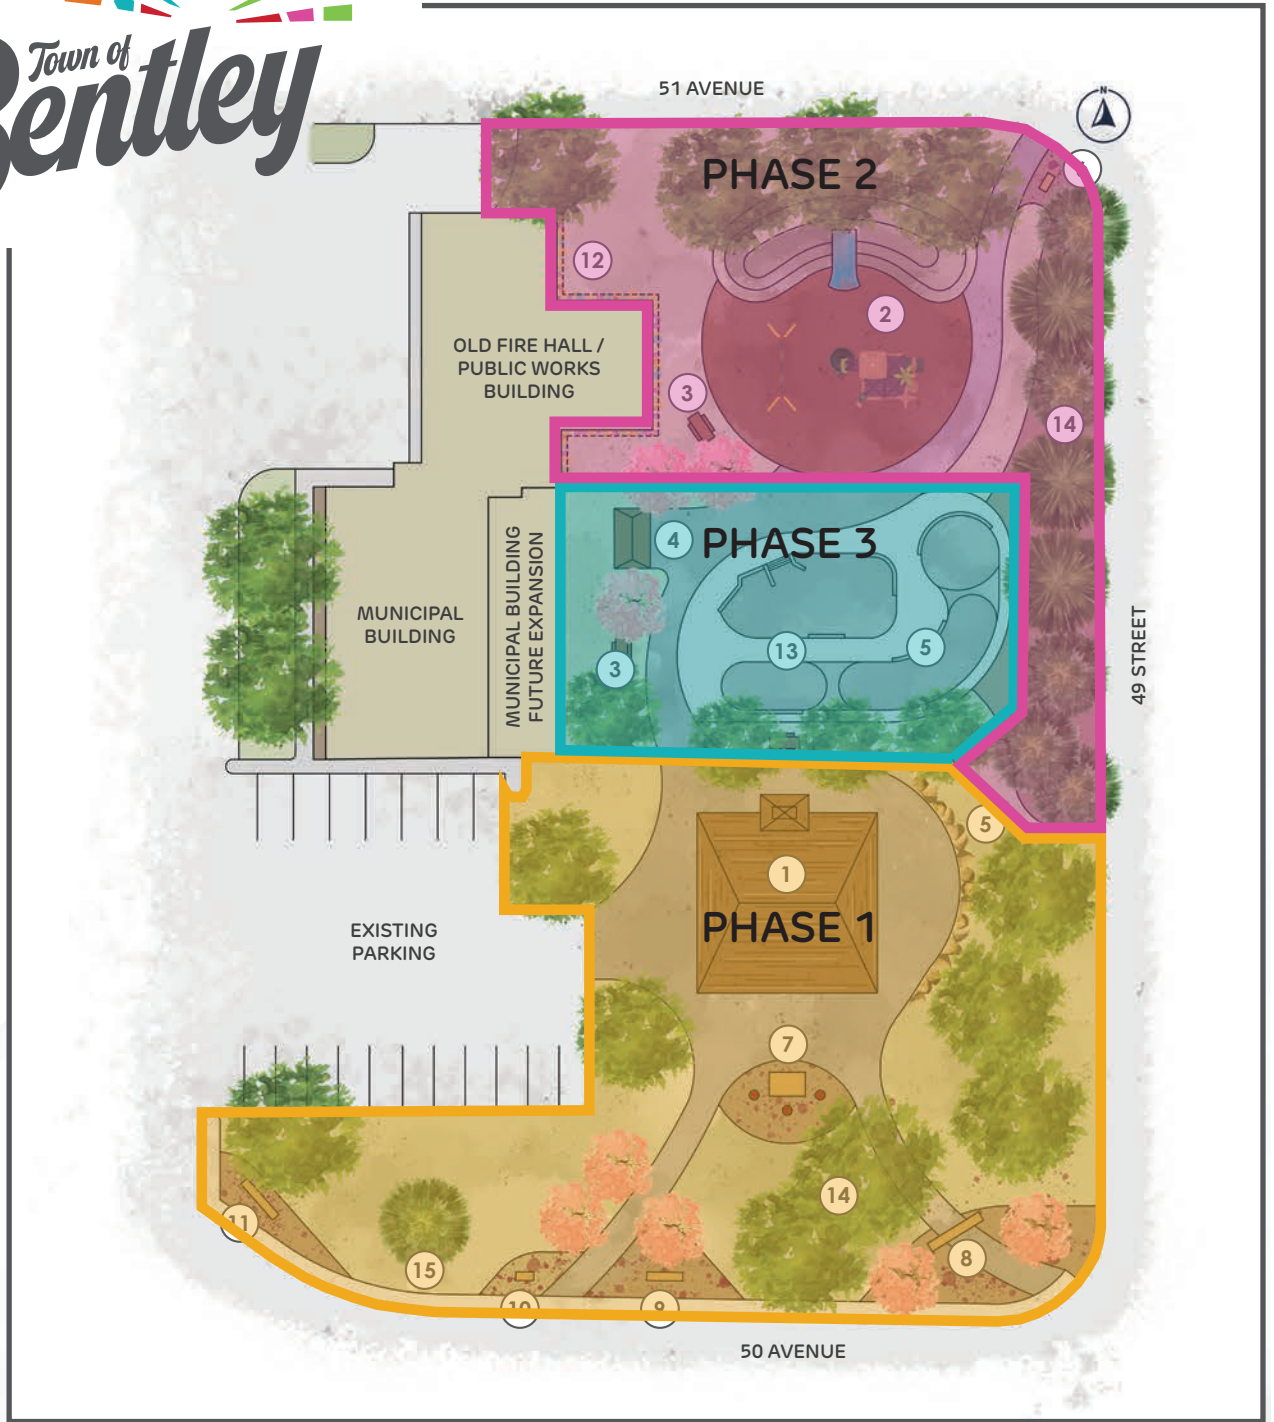 Town of
Bentley
51 AVENUE
N
PHASE 2
12
2
OLD FIRE HALL /
PUBLIC WORKS
BUILDING
3
14
4
PHASE 3
MUNICIPAL BUILDING
FUTURE EXPANSION
MUNICIPAL
BUILDING
13
5
3
49 STREET
5
1
PHASE 1
EXISTING
PARKING
7
14
11
8
15
10
9
50 AVENUE